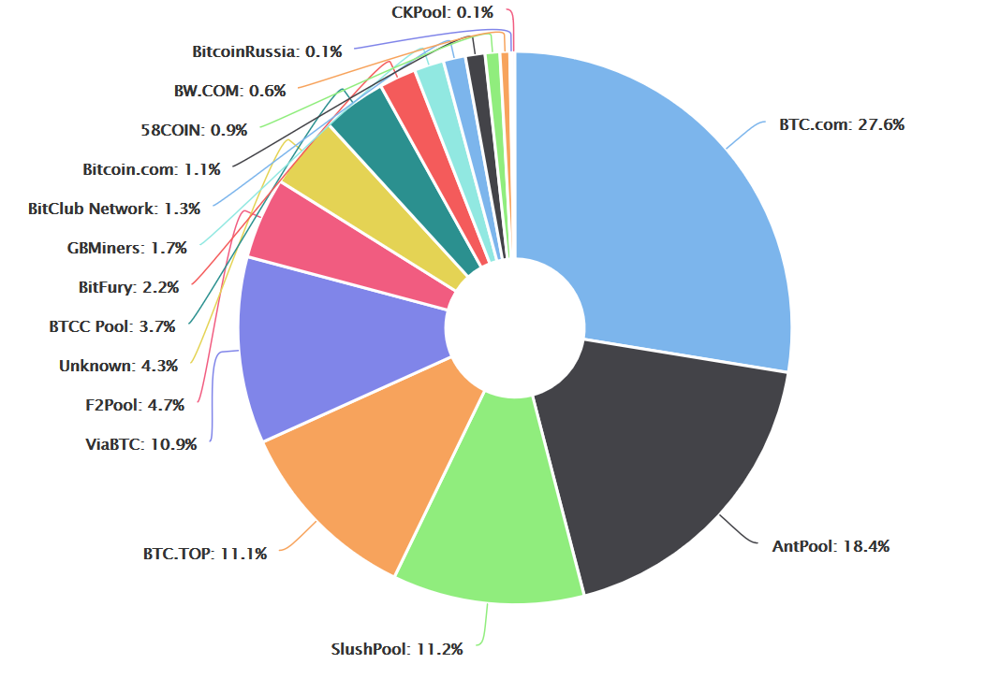 CKPool: 0.1%
BitcoinRussia: 0.1%
BW.COM: 0.6%
58COIN: 0.9%
BTC.com: 27.6%
Bitcoin.com: 1.1%
BitClub Network: 1.3%
GBMiners: 1.7%
BitFury: 2.2%
BTCC Pool: 3.7%
Unknown: 4.3%
F2Pool: 4.7%
ViaBTC: 10.9%
AntPool: 18.4%
BTC.TOP: 11.1%
SlushPool: 11.2%